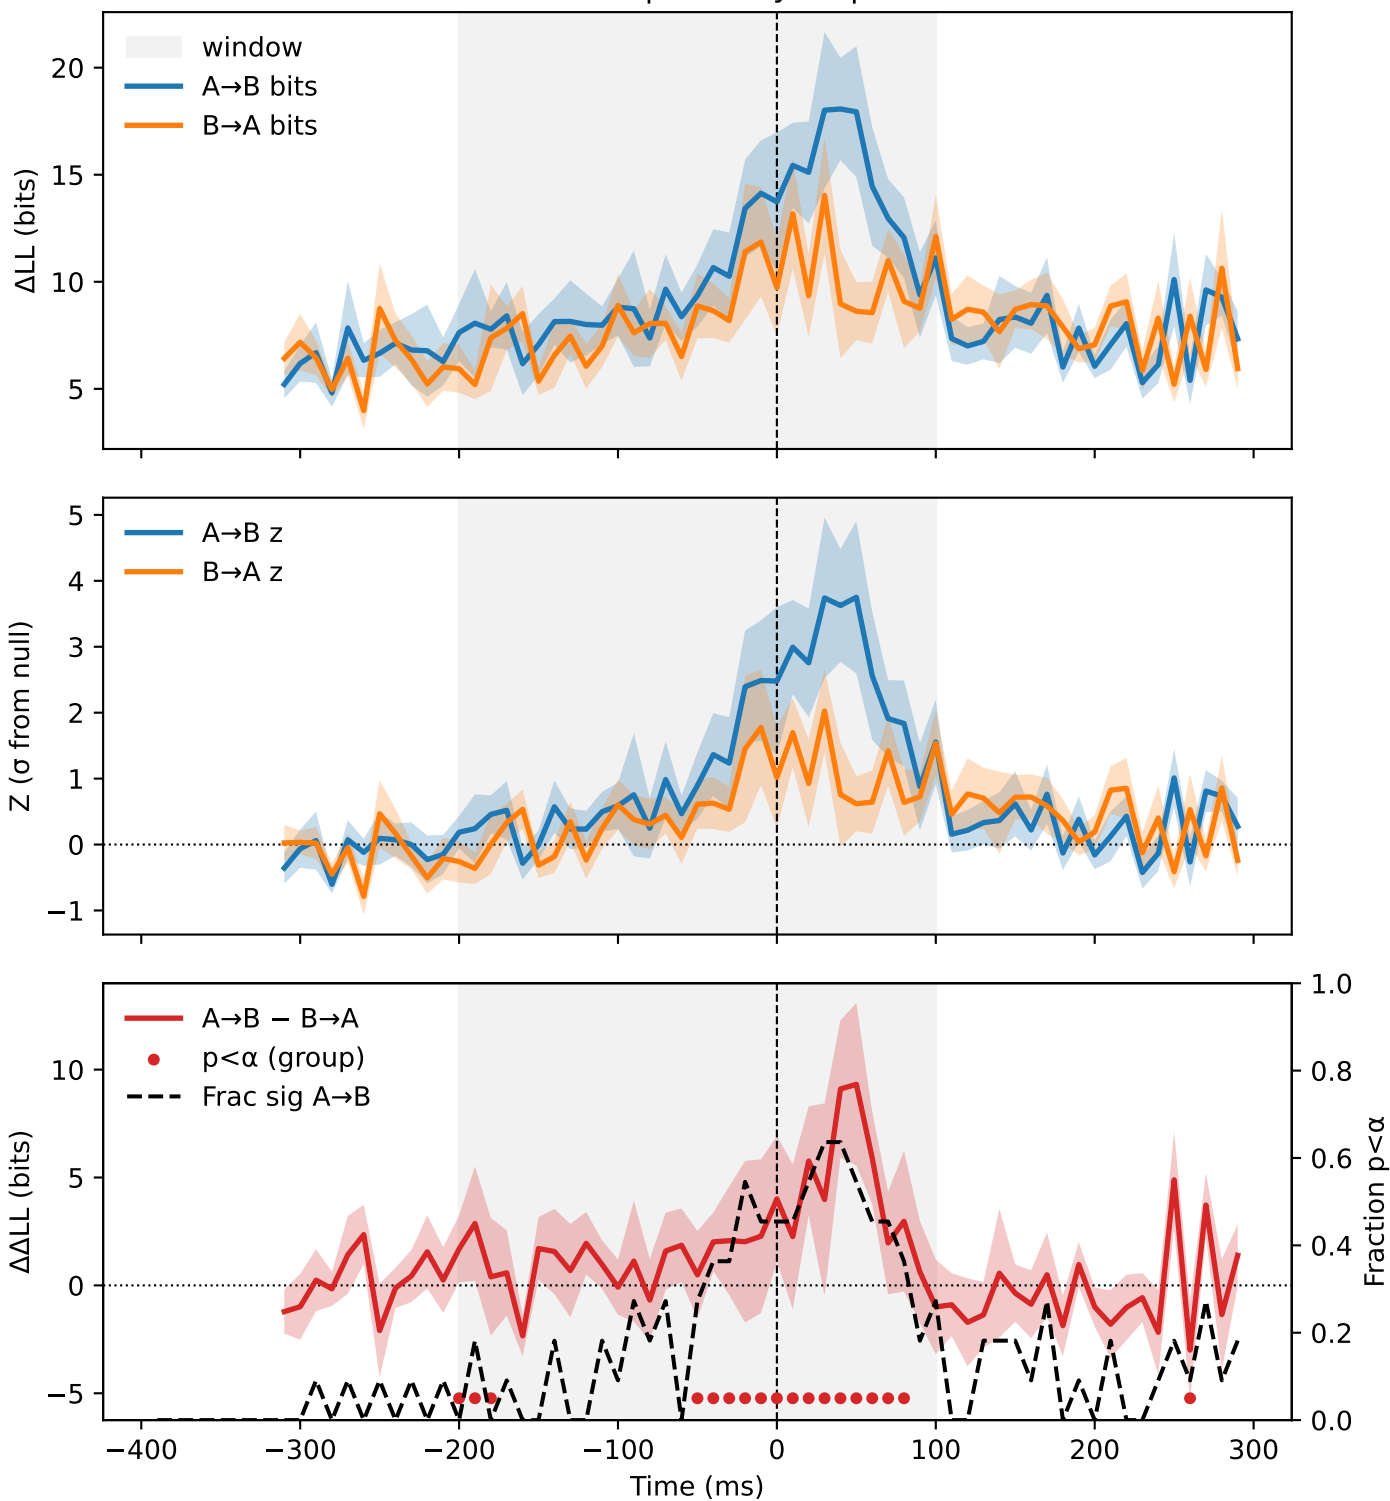 20
15
10
5
ΔLL (bits)
window
A→B bits
B→A bits
5
4
3
2
1
0
−1
Z (σ from null)
A→B z
B→A z
10
5
0
−5
ΔΔLL (bits)
A→B − B→A
p<α (group)
Frac sig A→B
1.0
0.8
0.6
0.4
0.2
0.0
Fraction p<α
−400 −300 −200 −100 0 100 200 300
Time (ms)